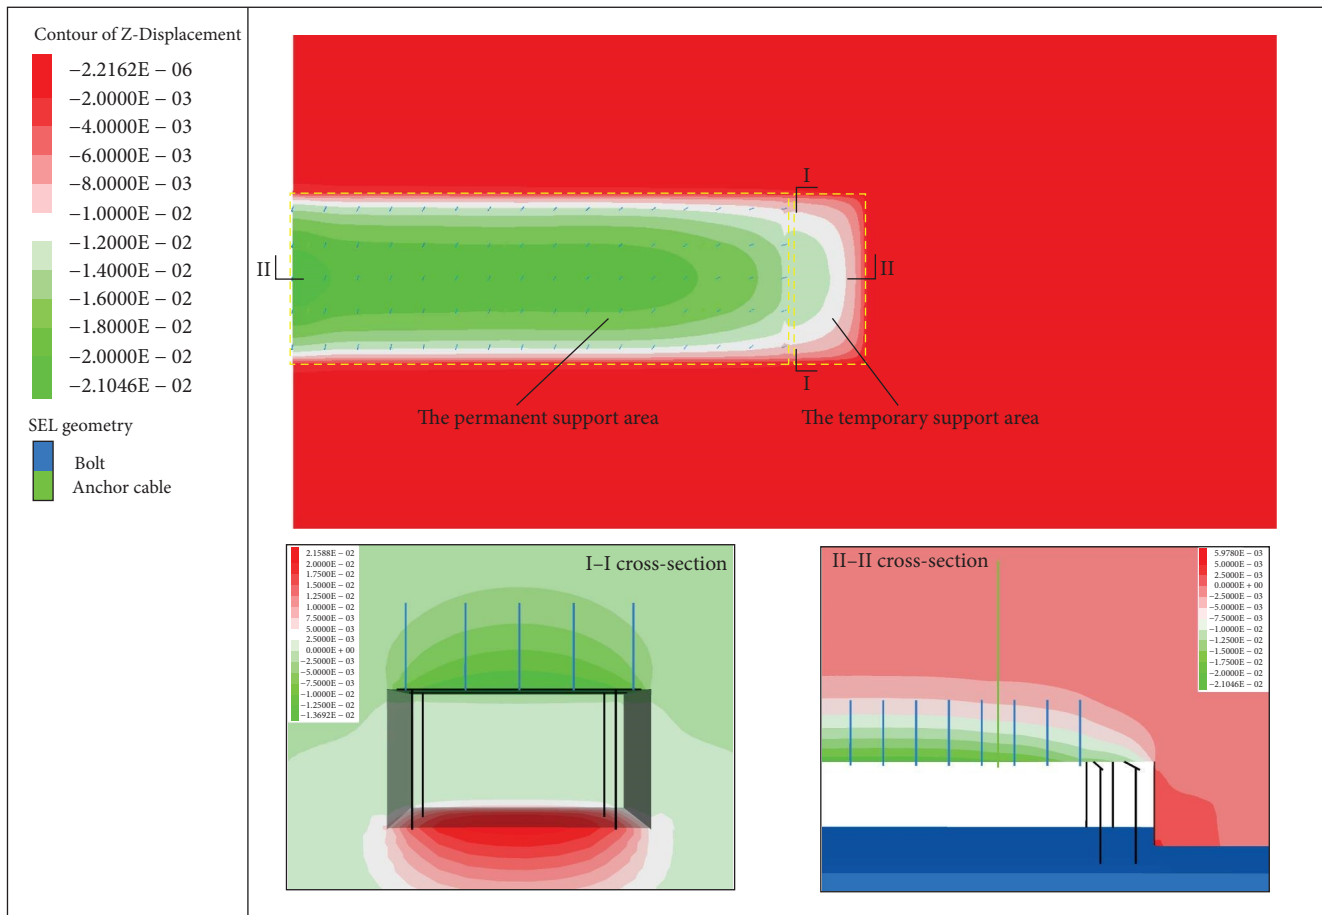 Contour of Z-Displacement
−2.2162E − 06
−2.0000E − 03
−4.0000E − 03
−6.0000E − 03
−8.0000E − 03
−1.0000E − 02
−1.2000E − 02
−1.4000E − 02
−1.6000E − 02
−1.8000E − 02
−2.0000E − 02
−2.1046E − 02
SEL geometry
Bolt
Anchor cable
I
II
II
I
The permanent support area
The temporary support area
I–I cross-section
2.1588E − 02
2.0000E − 02
1.7500E − 02
1.5000E − 02
1.2500E − 02
1.0000E − 02
7.5000E − 03
5.0000E − 03
2.5000E − 03
0.0000E + 00
−2.5000E − 03
−5.0000E − 03
−7.5000E − 03
−1.0000E − 02
−1.2500E − 02
−1.3692E − 02
II–II cross-section
5.9780E − 03
5.0000E − 03
2.5000E − 03
0.0000E + 00
−2.5000E − 03
−5.0000E − 03
−7.5000E − 03
−1.0000E − 02
−1.2500E − 02
−1.5000E − 02
−1.7500E − 02
−2.0000E − 02
−2.1046E − 02